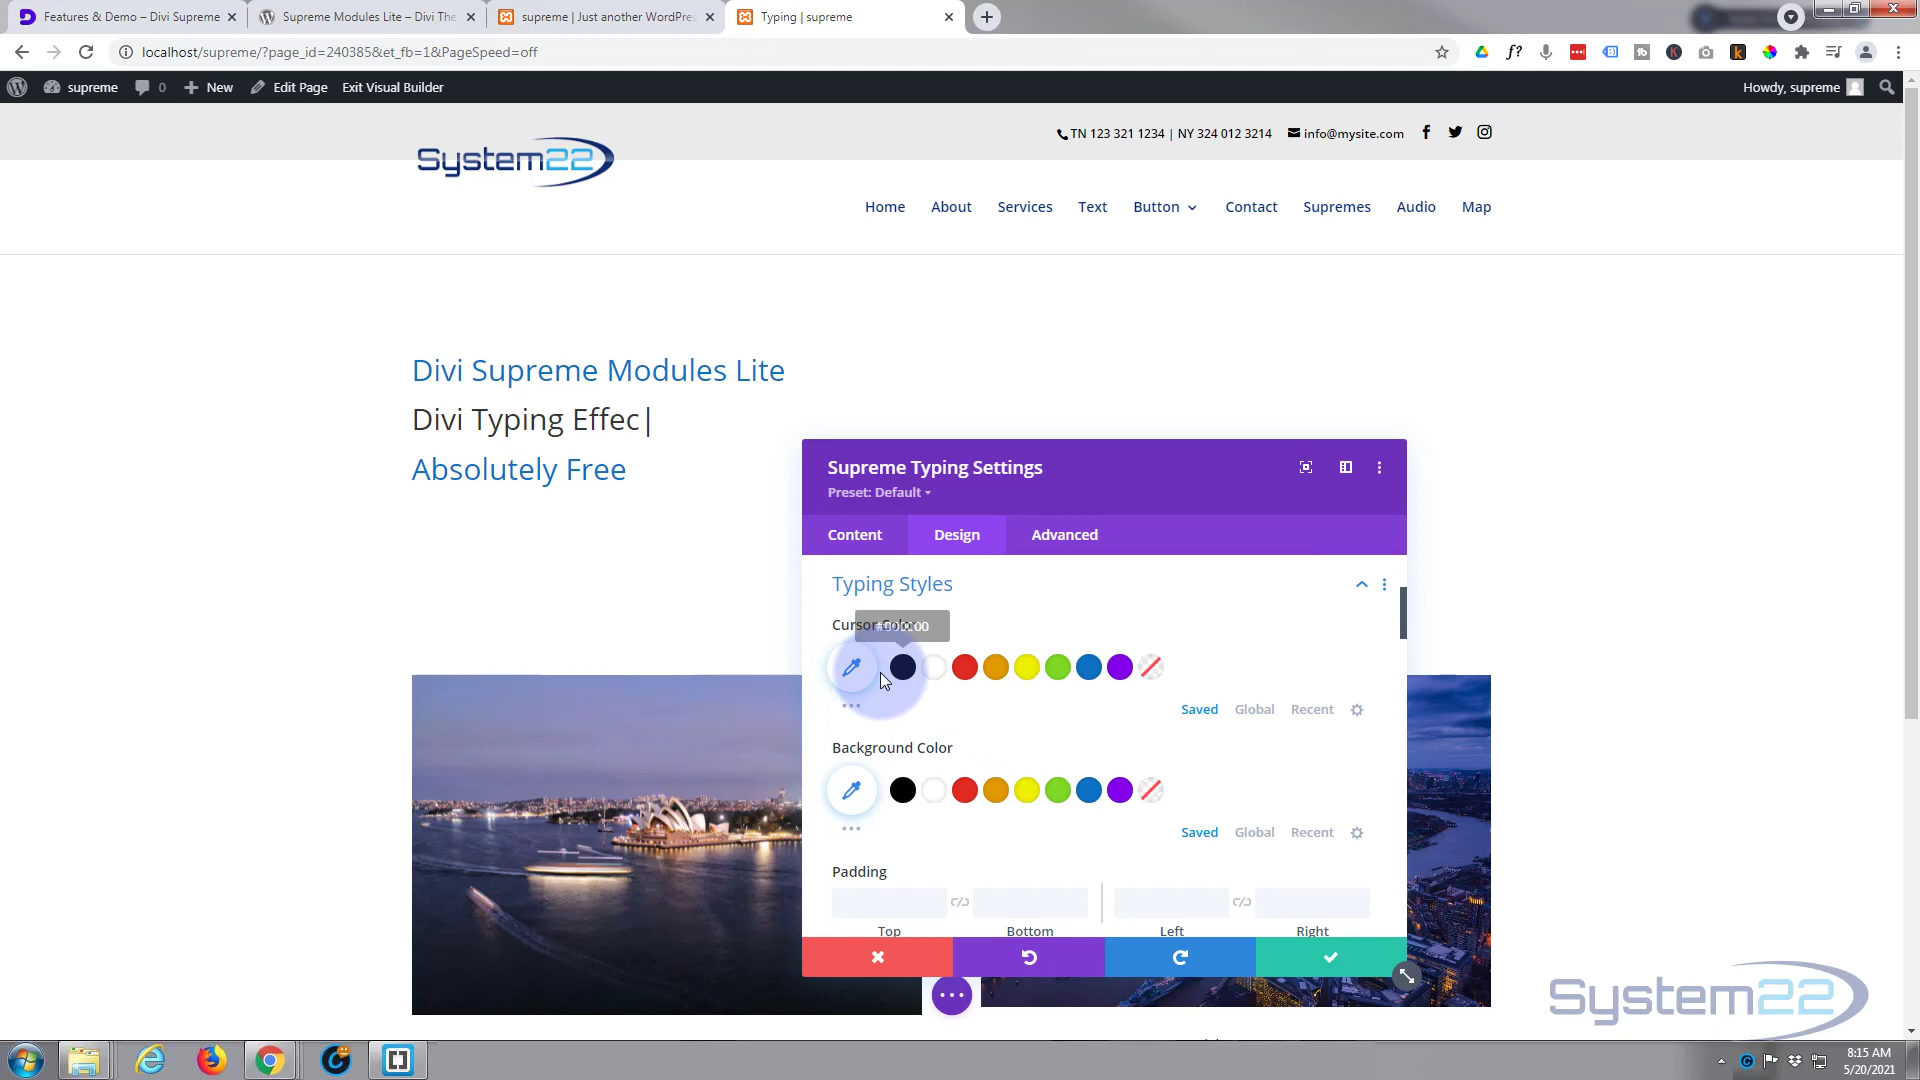 Features & Demo – Divi Supreme
Supreme Modules Lite – Divi The
supreme | Just another WordPre
Typing | supreme
localhost/supreme/?page_id=240385&et_fb=1&PageSpeed=off
supreme
0
New
Edit Page
Exit Visual Builder
Howdy, supreme
TN 123 321 1234 | NY 324 012 3214
info@mysite.com
System22
Home
About
Services
Text
Button
Contact
Supremes
Audio
Map
Divi Supreme Modules Lite
Divi Typing Effec|
Absolutely Free
Supreme Typing Settings
Preset: Default
Content
Design
Advanced
Typing Styles
Cursor Color
Saved
Global
Recent
Background Color
Saved
Global
Recent
Padding
Top
Bottom
Left
Right
System22
8:15 AM
5/20/2021